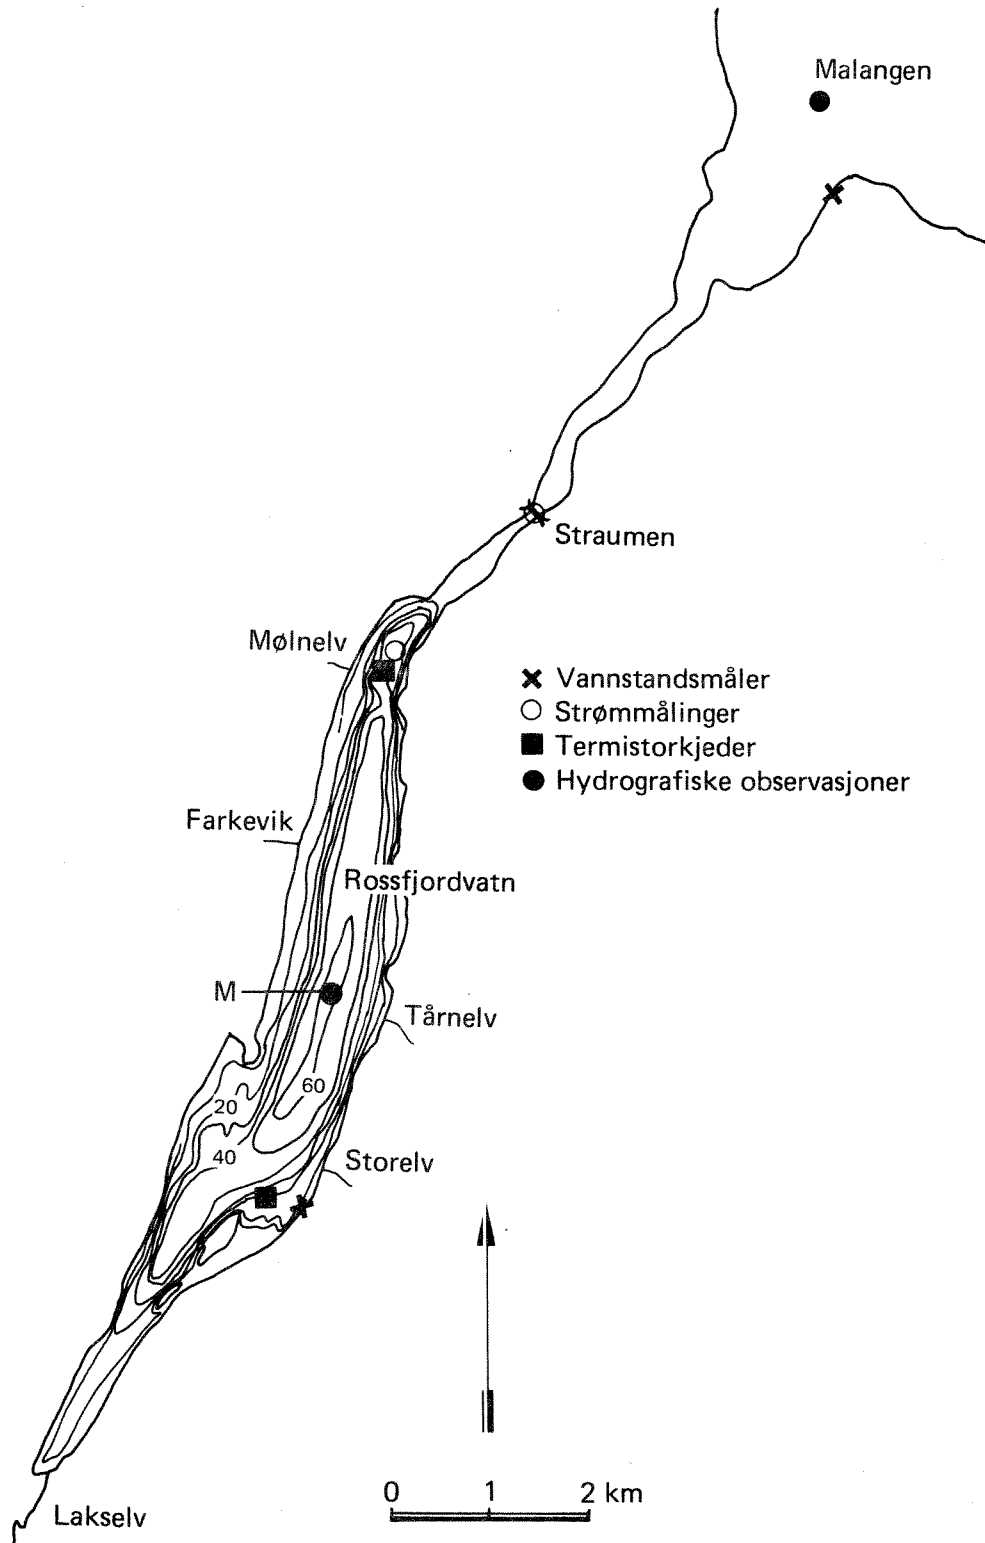 Malangen
Straumen
Mølnelv
Vannstandsmåler
Strømmålinger
Termistorkjeder
Hydrografiske observasjoner
Farkevik
Rossfjordvatn
M
Tårnelv
60
20
40
Storelv
0 1 2 km
Lakselv